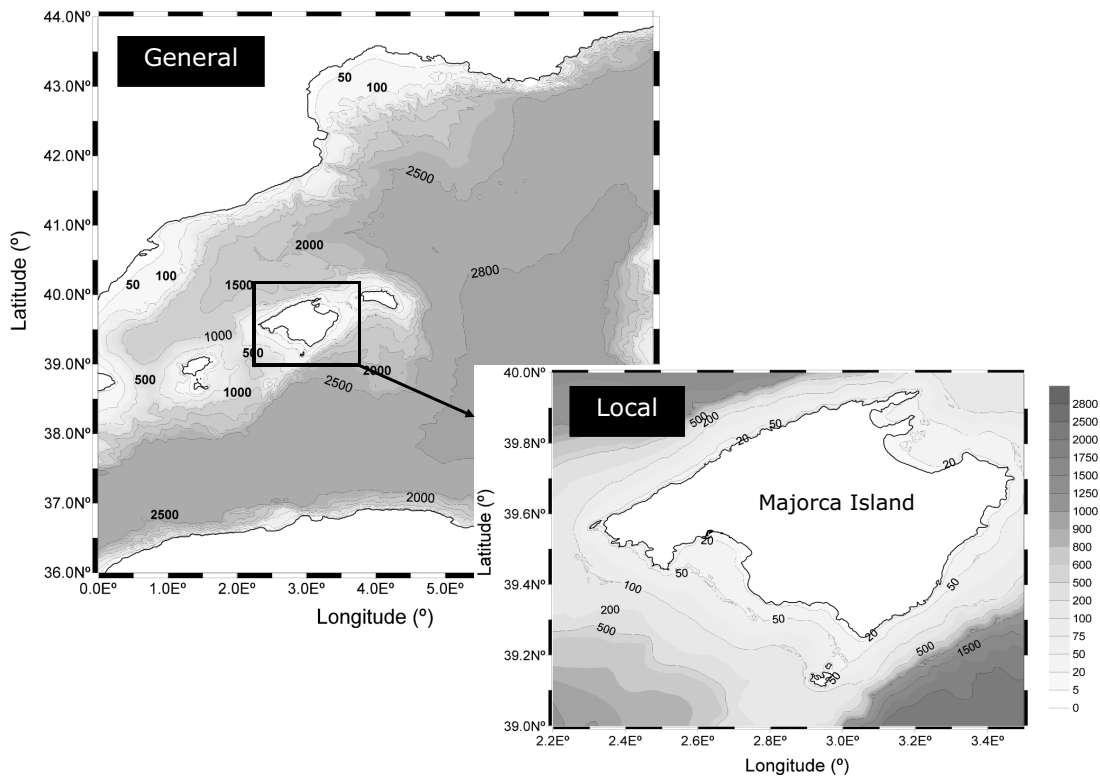 General
44.0Nº
43.0Nº
42.0Nº
41.0Nº
40.0Nº
39.0Nº
38.0Nº
37.0Nº
36.0Nº
Latitude (º)
0.0Eº 1.0Eº 2.0Eº 3.0Eº 4.0Eº 5.0Eº
Longitude (º)
50
100
2500
2000
50
100
2800
1500
1000
500
500
1000
2000
2500
2000
2500
Local
40.0Nº
39.8Nº
39.6Nº
39.4Nº
39.2Nº
39.0Nº
Latitude (º)
2.2Eº 2.4Eº 2.6Eº 2.8Eº 3.0Eº 3.2Eº 3.4Eº
Longitude (º)
Majorca Island
500
200
20
50
20
20
50
100
50
50
200
500
20
500
1500
50
2800
2500
2000
1750
1500
1250
1000
900
800
600
500
200
100
75
50
20
5
0